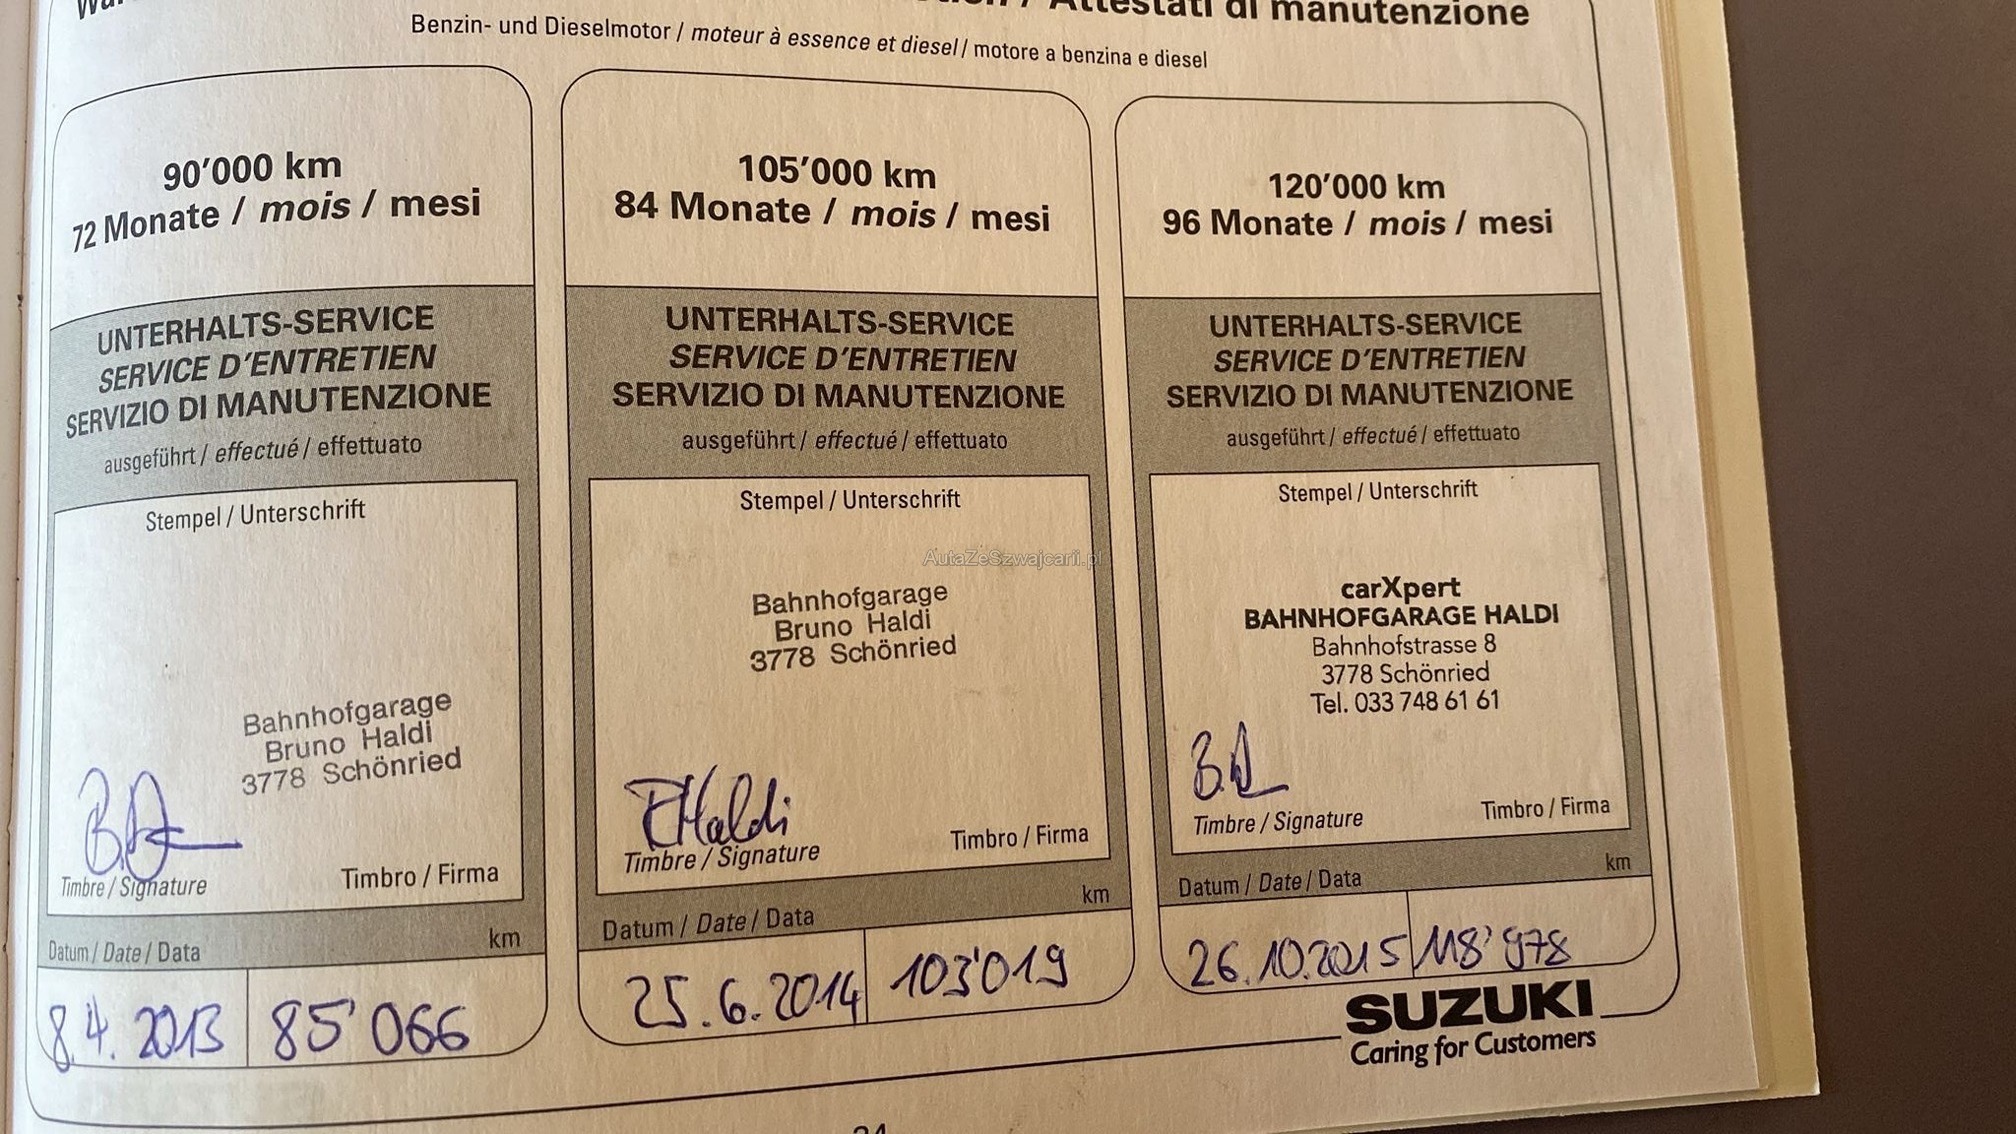 Attestati di manutenzione
Benzin- und Dieselmotor / moteur à essence et diesel / motore a benzina e diesel
90'000 km
72 Monate / mois / mesi
UNTERHALTS-SERVICE
SERVICE D'ENTRETIEN
SERVIZIO DI MANUTENZIONE
ausgeführt / effectué / effettuato
Stempel / Unterschrift
Bahnhofgarage
Bruno Haldi
3778 Schönried
Timbre / Signature
Timbro / Firma
Datum / Date / Data
km
8.4.2013
85'066
105'000 km
84 Monate / mois / mesi
UNTERHALTS-SERVICE
SERVICE D'ENTRETIEN
SERVIZIO DI MANUTENZIONE
ausgeführt / effectué / effettuato
Stempel / Unterschrift
AutaZeSzwajcarii.pl
Bahnhofgarage
Bruno Haldi
3778 Schönried
Haldi
Timbre / Signature
Timbro / Firma
Datum / Date / Data
km
25.6.2014
103'019
120'000 km
96 Monate / mois / mesi
UNTERHALTS-SERVICE
SERVICE D'ENTRETIEN
SERVIZIO DI MANUTENZIONE
ausgeführt / effectué / effettuato
Stempel / Unterschrift
carXpert
BAHNHOFGARAGE HALDI
Bahnhofstrasse 8
3778 Schönried
Tel. 033 748 61 61
Timbre / Signature
Timbro / Firma
Datum / Date / Data
km
26.10.2015
118'978
SUZUKI
Caring for Customers